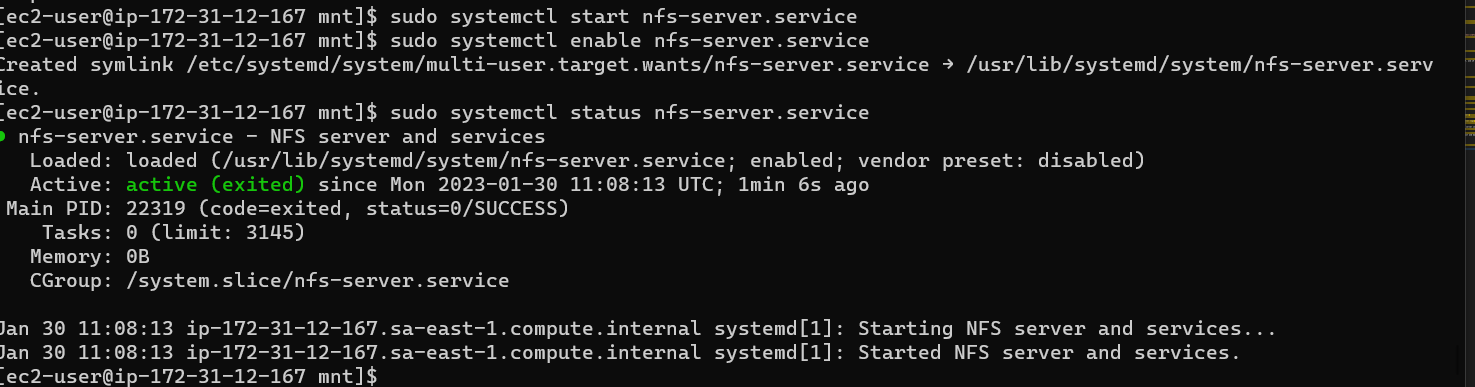 [ec2-user@ip-172-31-12-167 mnt]$ sudo systemctl start nfs-server.service
[ec2-user@ip-172-31-12-167 mnt]$ sudo systemctl enable nfs-server.service
Created symlink /etc/systemd/system/multi-user.target.wants/nfs-server.service → /usr/lib/systemd/system/nfs-server.serv
ice.
[ec2-user@ip-172-31-12-167 mnt]$ sudo systemctl status nfs-server.service
● nfs-server.service - NFS server and services
   Loaded: loaded (/usr/lib/systemd/system/nfs-server.service; enabled; vendor preset: disabled)
   Active: active (exited) since Mon 2023-01-30 11:08:13 UTC; 1min 6s ago
 Main PID: 22319 (code=exited, status=0/SUCCESS)
    Tasks: 0 (limit: 3145)
   Memory: 0B
   CGroup: /system.slice/nfs-server.service

Jan 30 11:08:13 ip-172-31-12-167.sa-east-1.compute.internal systemd[1]: Starting NFS server and services...
Jan 30 11:08:13 ip-172-31-12-167.sa-east-1.compute.internal systemd[1]: Started NFS server and services.
[ec2-user@ip-172-31-12-167 mnt]$